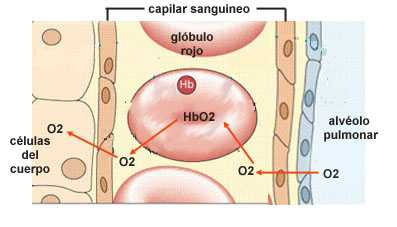 capilar sanguineo
glóbulo
rojo
Hb
HbO2
O2
alvéolo
pulmonar
células
del
cuerpo
O2
O2
O2